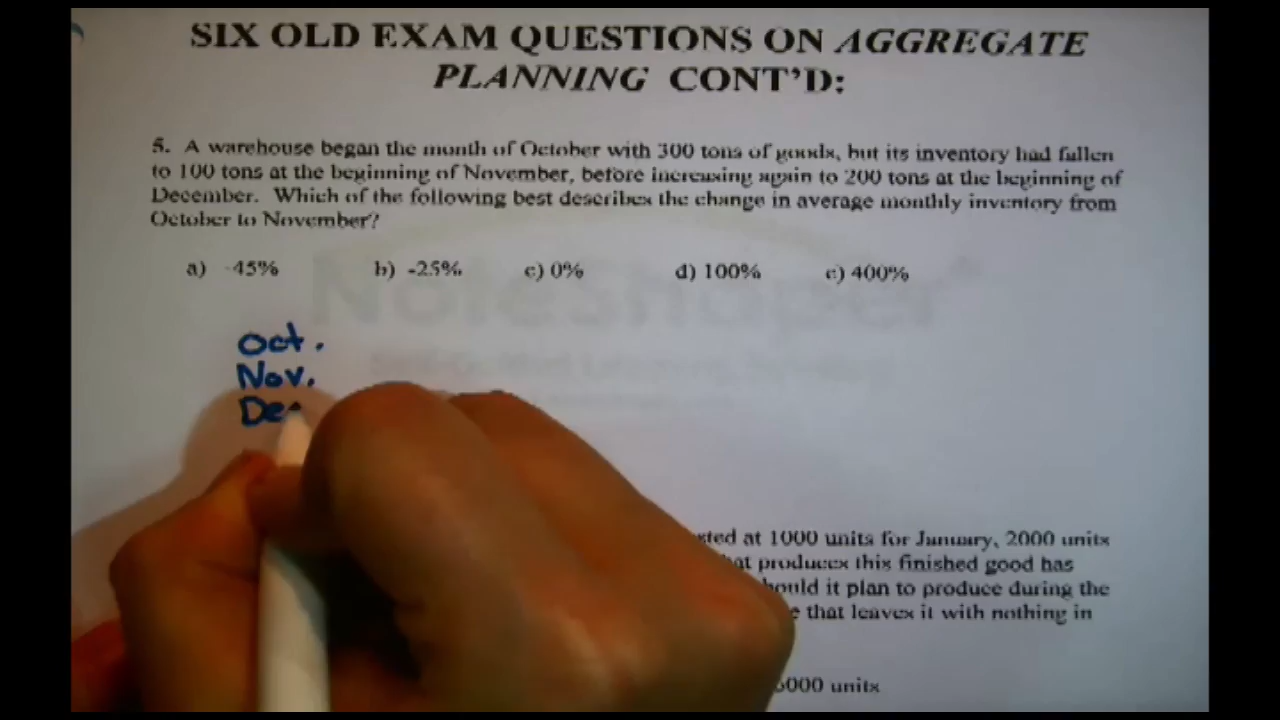 SIX OLD EXAM QUESTIONS ON AGGREGATE
PLANNING CONT'D:
5. A warehouse began the month of October with 300 tons of goods, but its inventory had fallen
to 100 tons at the beginning of November, before increasing again to 200 tons at the beginning of
December. Which of the following best describes the change in average monthly inventory from
October to November?
a) -45% b) -25% c) 0% d) 100% e) 400%
NoteShaper
Oct.
Nov.
Dec
at 1000 units for January, 2000 units
produces this finished good has
it plan to produce during the
that leaves it with nothing in
units